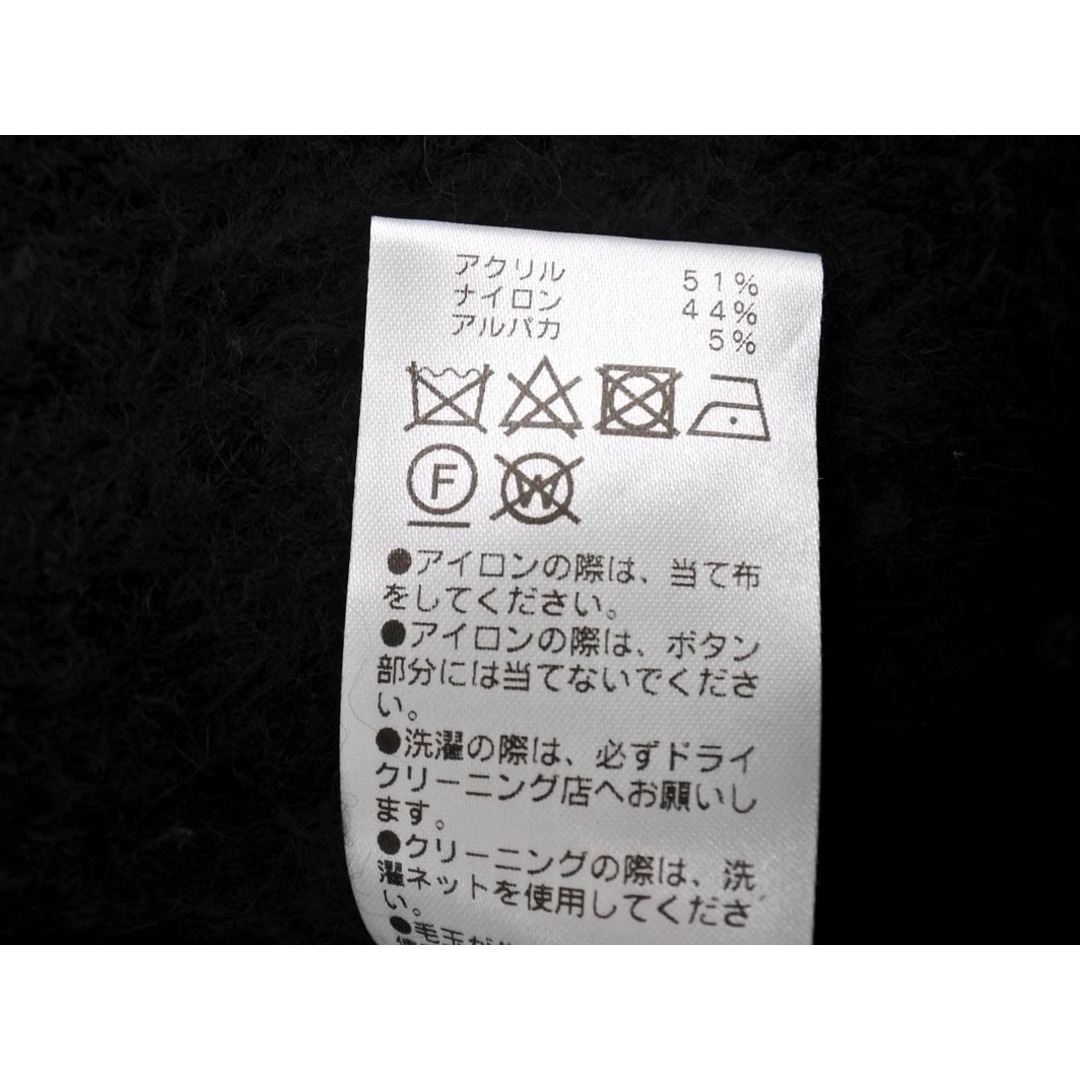 アクリル ５１％
ナイロン ４４％
アルパカ ５％
F W
●アイロンの際は、当て布
をしてください。
●アイロンの際は、ボタン
部分には当てないでくださ
い。
●洗濯の際は、必ずドライ
クリーニング店へお願いし
ます。
●クリーニングの際は、洗
濯ネットを使用してくださ
い。
●毛玉が